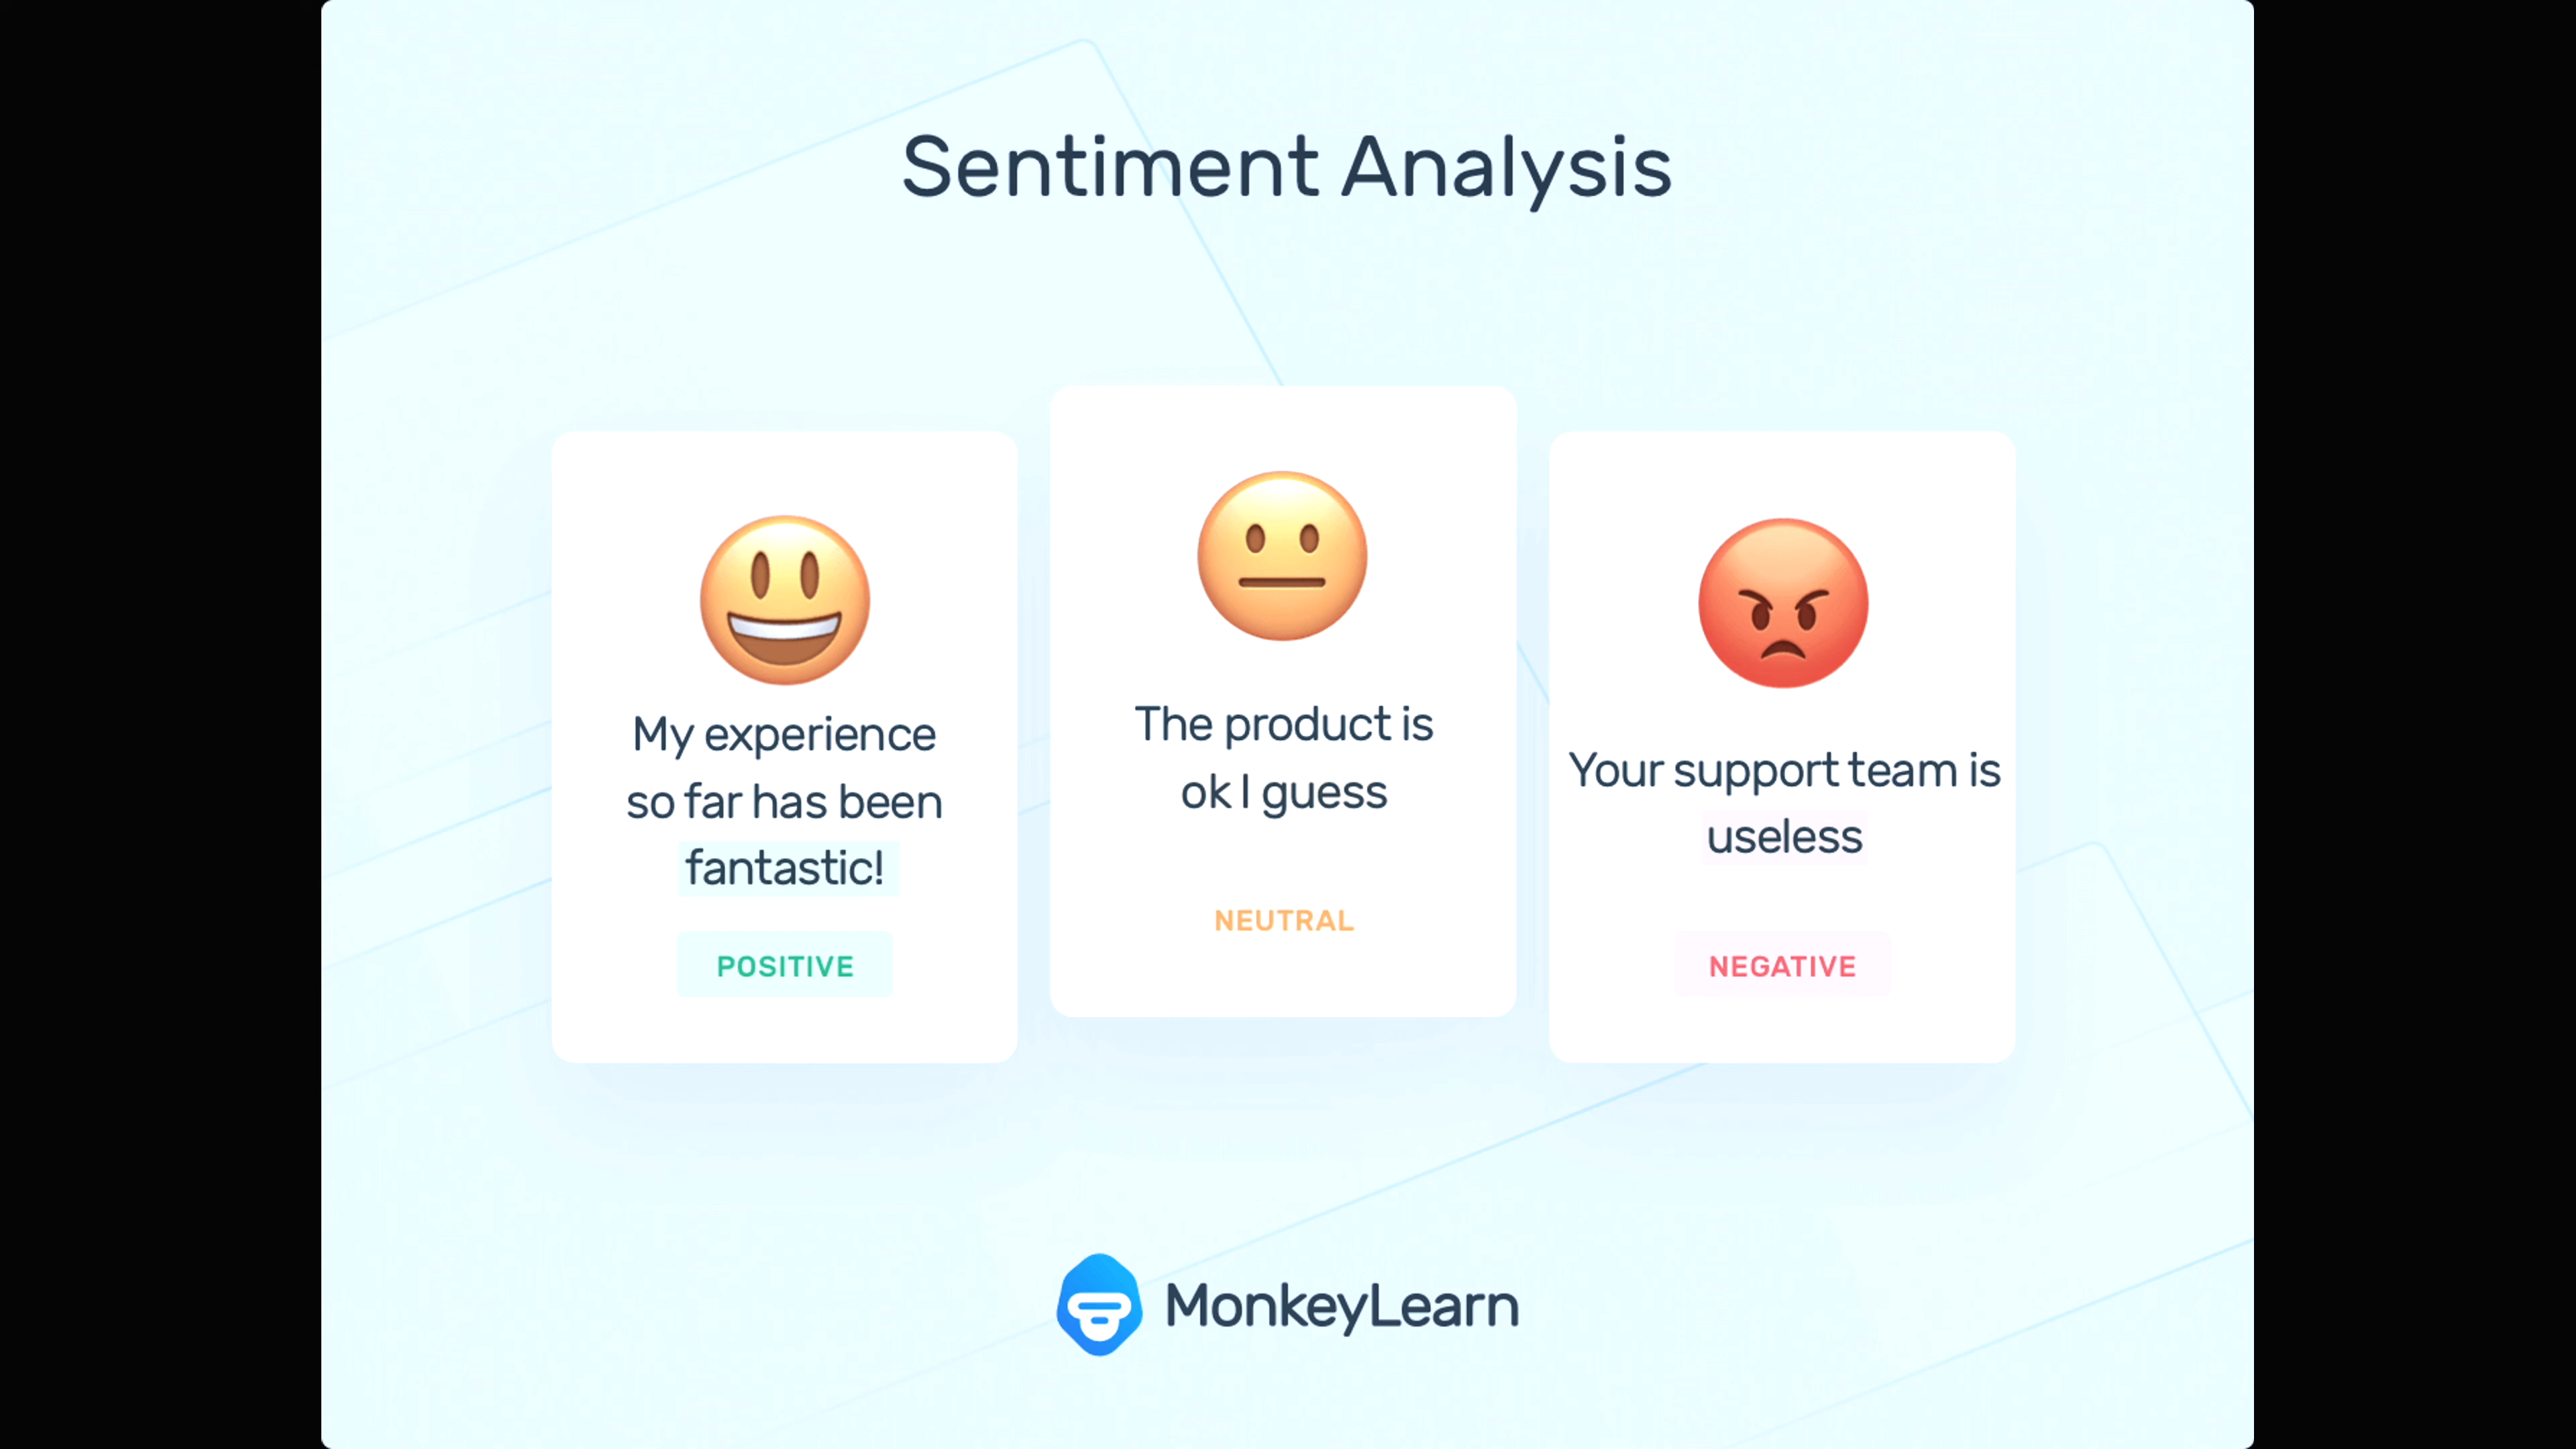 Sentiment Analysis
My experience
so far has been
fantastic!
POSITIVE
The product is
ok I guess
NEUTRAL
Your support team is
useless
NEGATIVE
MonkeyLearn